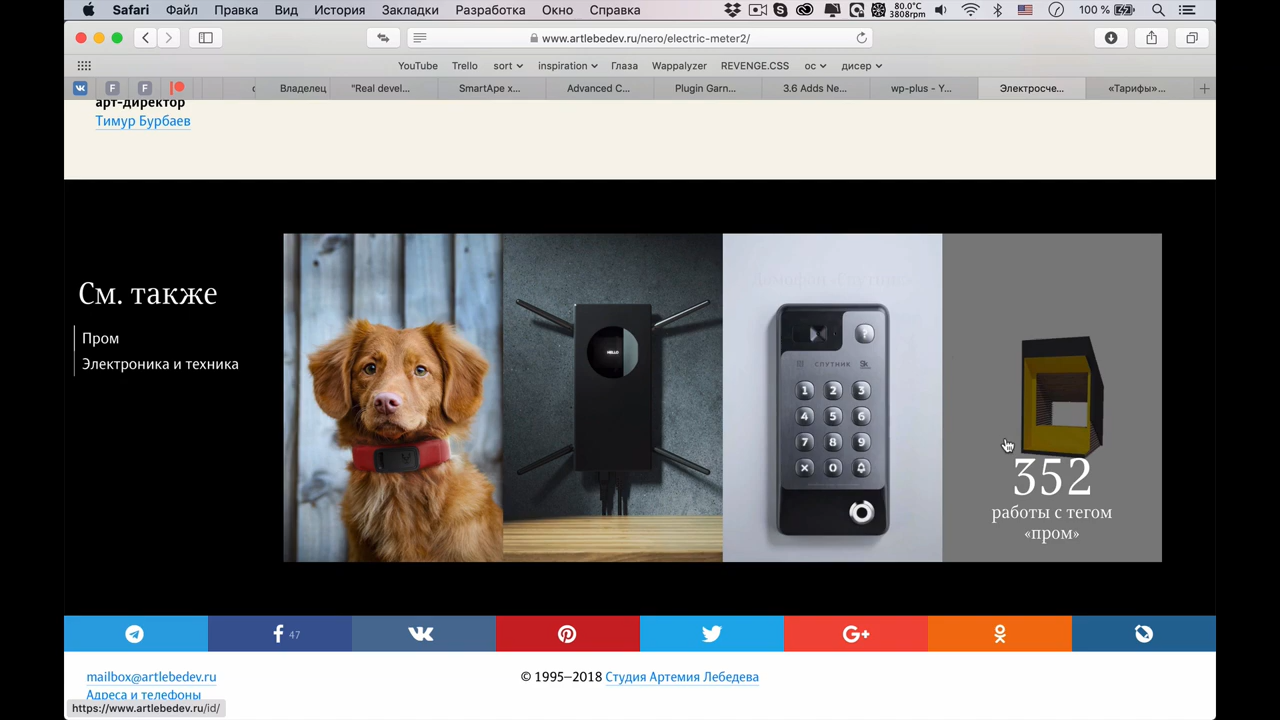 Safari Файл Правка Вид История Закладки Разработка Окно Справка 80.0°C 3808rpm 100 %
www.artlebedev.ru/nero/electric-meter2/
YouTube Trello sort inspiration Глаза Wappalyzer REVENGE.CSS ос дисер
Владелец "Real devel... SmartApe х... Advanced C... Plugin Garn... 3.6 Adds Ne... wp-plus - Y... Электросче... «Тарифы»...
арт-директор
Тимур Бурбаев
См. также
Пром
Электроника и техника
HELLO
СПУТНИК
1 2 3
4 5 6
7 8 9
0
352
работы с тегом
«пром»
47
mailbox@artlebedev.ru
© 1995–2018 Студия Артемия Лебедева
Адреса и телефоны
https://www.artlebedev.ru/id/